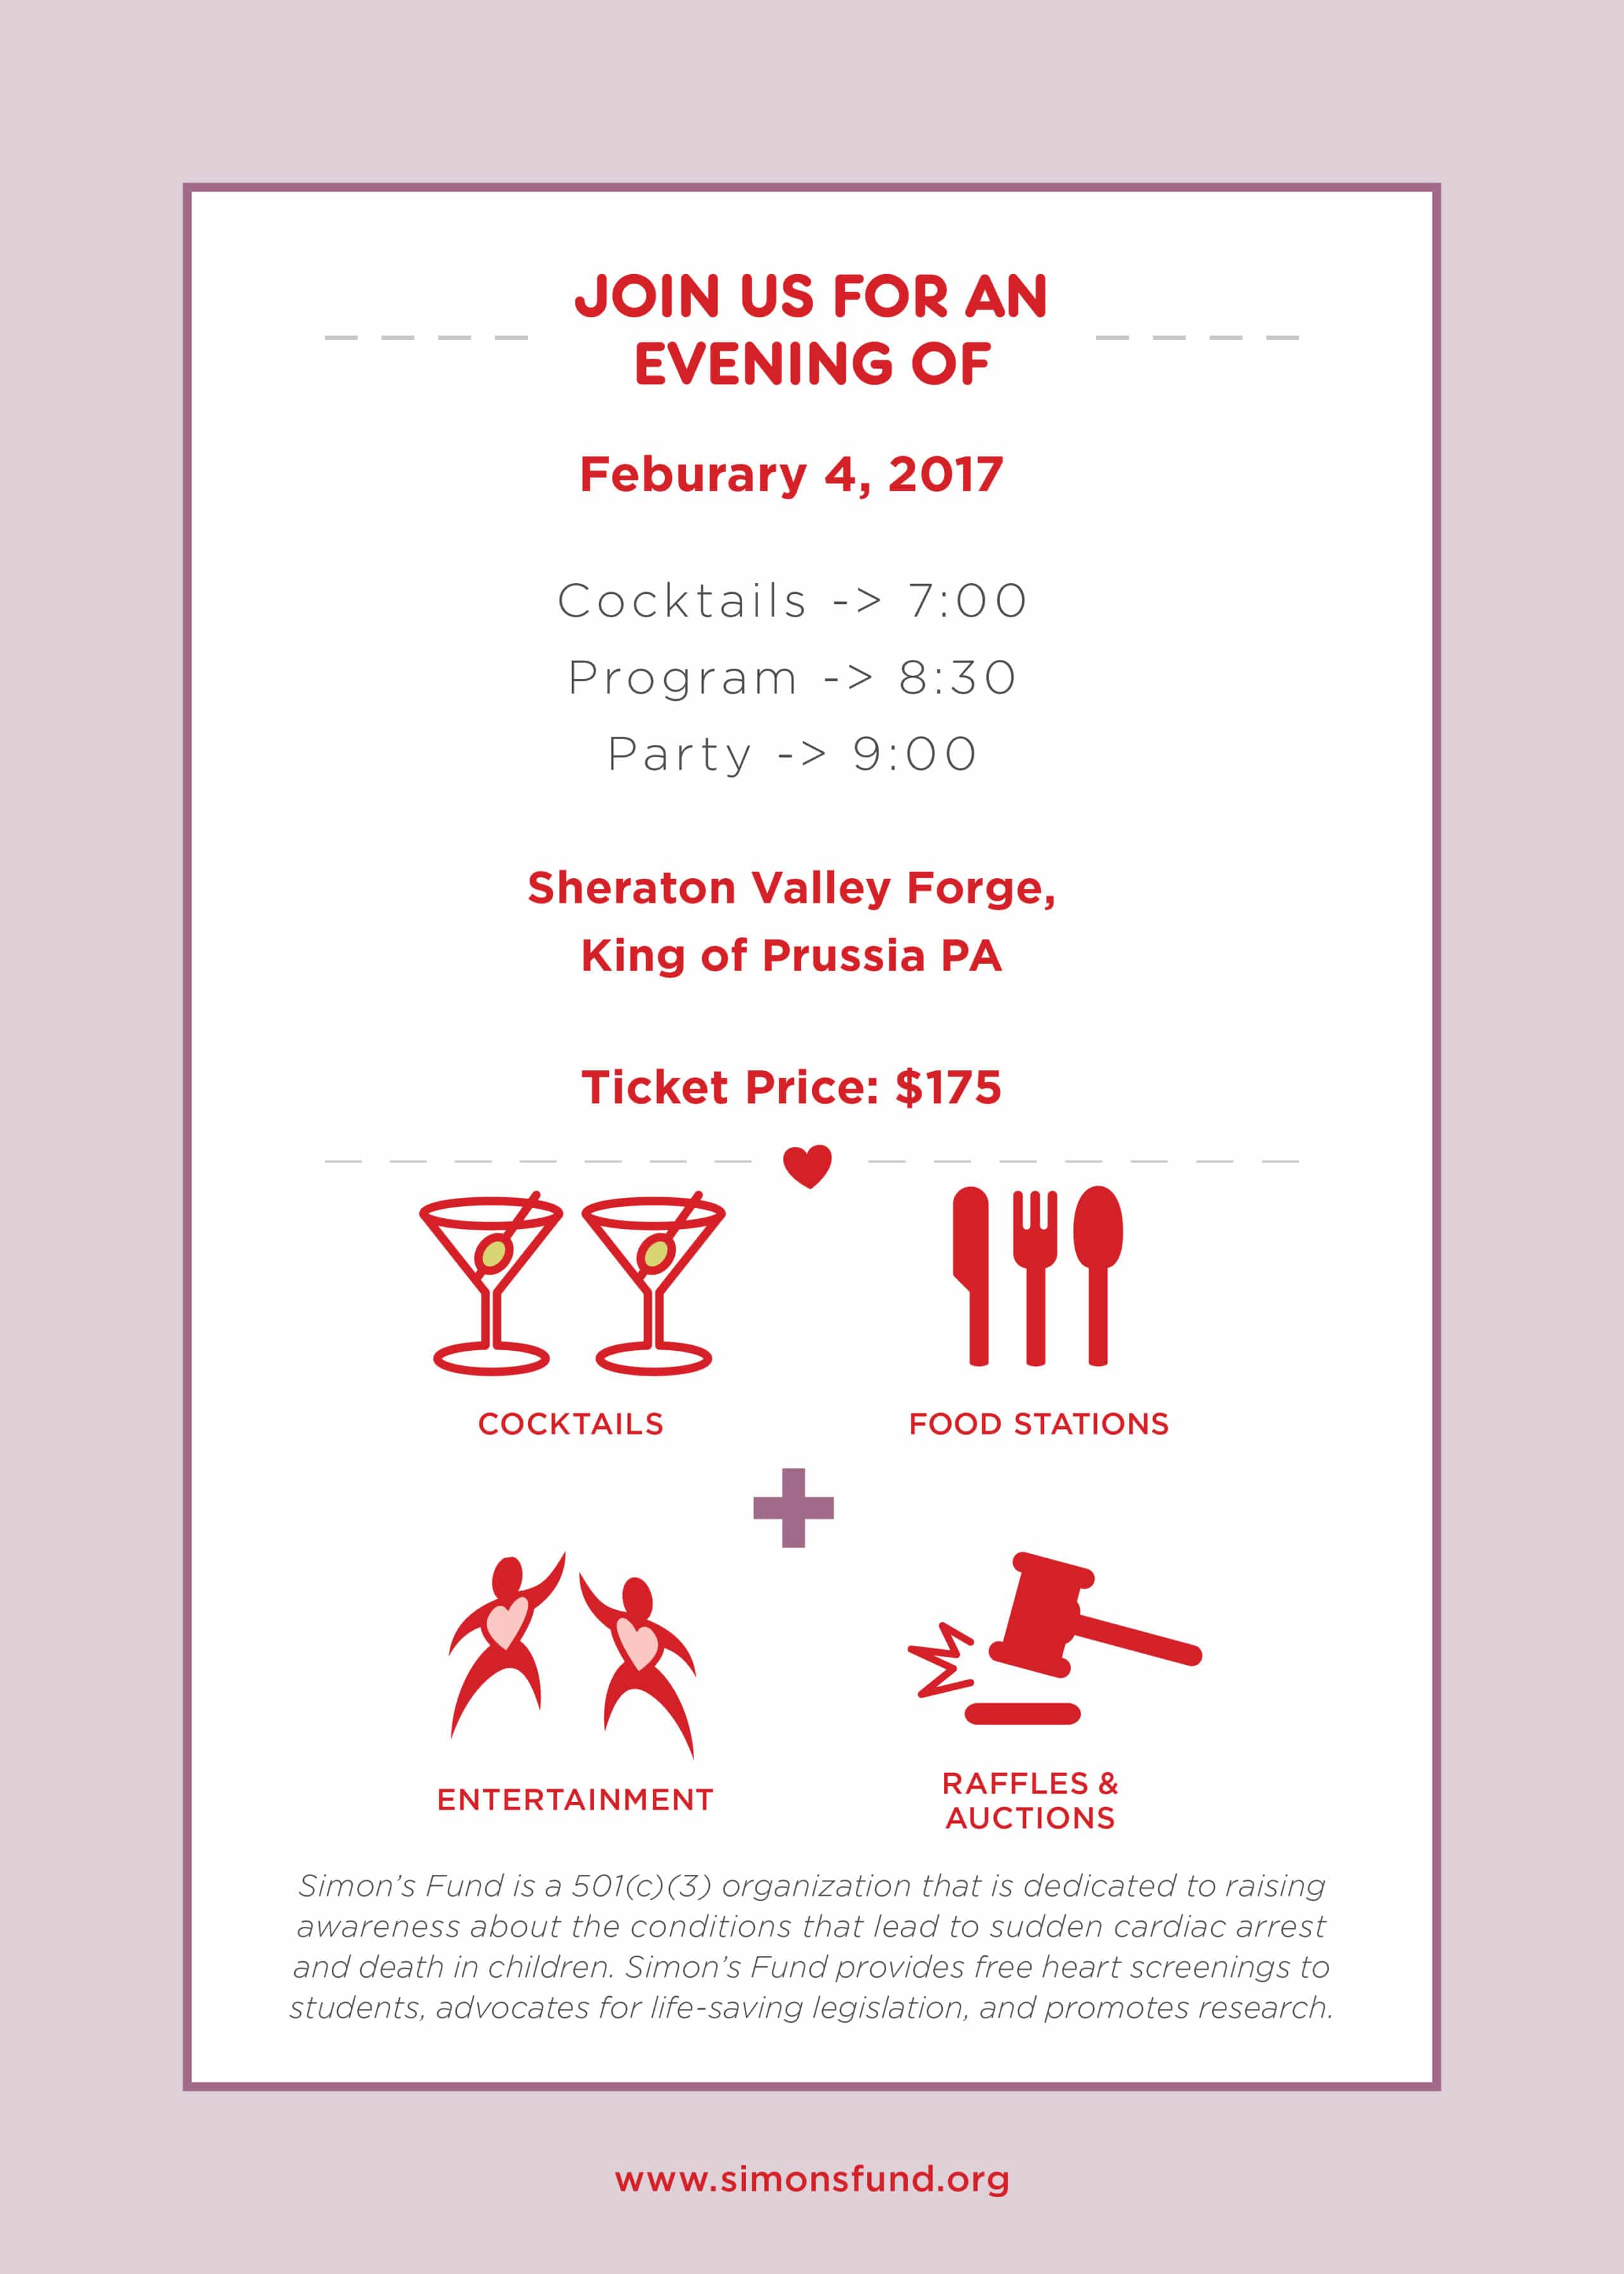 JOIN US FOR AN
EVENING OF
Feburary 4, 2017
Cocktails -> 7:00
Program -> 8:30
Party -> 9:00
Sheraton Valley Forge,
King of Prussia PA
Ticket Price: $175
COCKTAILS
FOOD STATIONS
ENTERTAINMENT
RAFFLES &
AUCTIONS
Simon's Fund is a 501(c)(3) organization that is dedicated to raising
awareness about the conditions that lead to sudden cardiac arrest
and death in children. Simon's Fund provides free heart screenings to
students, advocates for life-saving legislation, and promotes research.
www.simonsfund.org